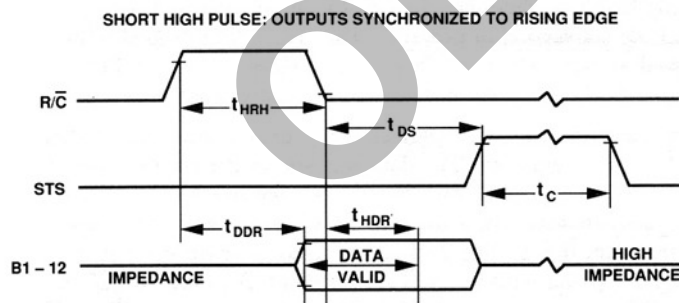 SHORT HIGH PULSE: OUTPUTS SYNCHRONIZED TO RISING EDGE
R/C̅
tHRH
tDS
STS
tC
tDDR
tHDR
B1 – 12
IMPEDANCE
DATA
VALID
HIGH
IMPEDANCE